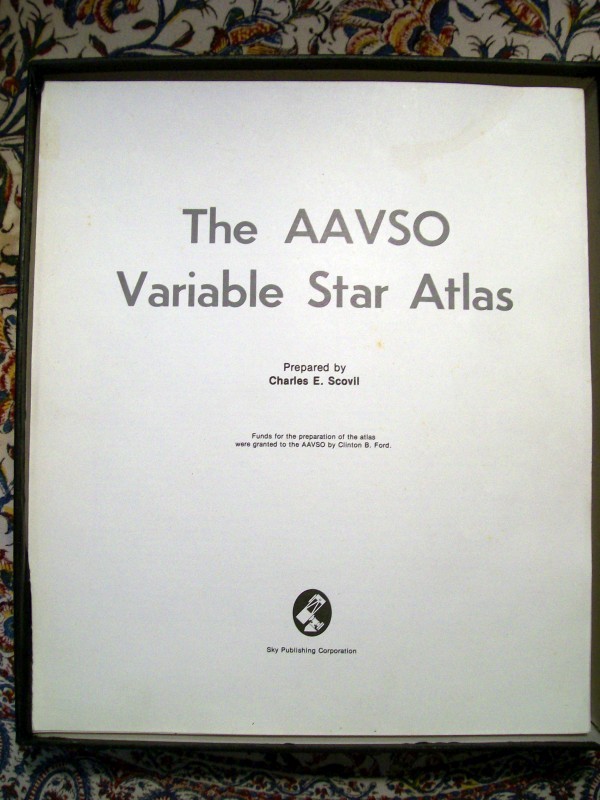 The AAVSO
Variable Star Atlas
Prepared by
Charles E. Scovil
Funds for the preparation of the atlas
were granted to the AAVSO by Clinton B. Ford.
Sky Publishing Corporation